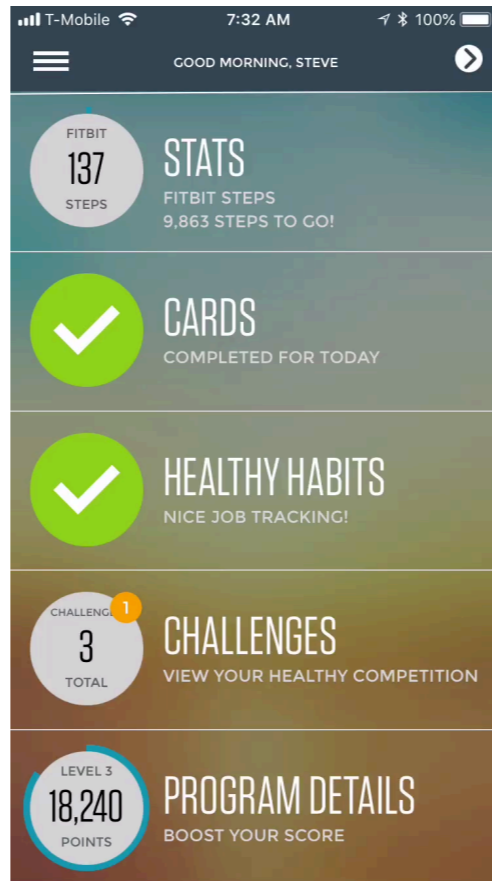 T-Mobile 7:32 AM 100%
GOOD MORNING, STEVE
FITBIT
137
STEPS
STATS
FITBIT STEPS
9,863 STEPS TO GO!
CARDS
COMPLETED FOR TODAY
HEALTHY HABITS
NICE JOB TRACKING!
CHALLENG
1
3
TOTAL
CHALLENGES
VIEW YOUR HEALTHY COMPETITION
LEVEL 3
18,240
POINTS
PROGRAM DETAILS
BOOST YOUR SCORE